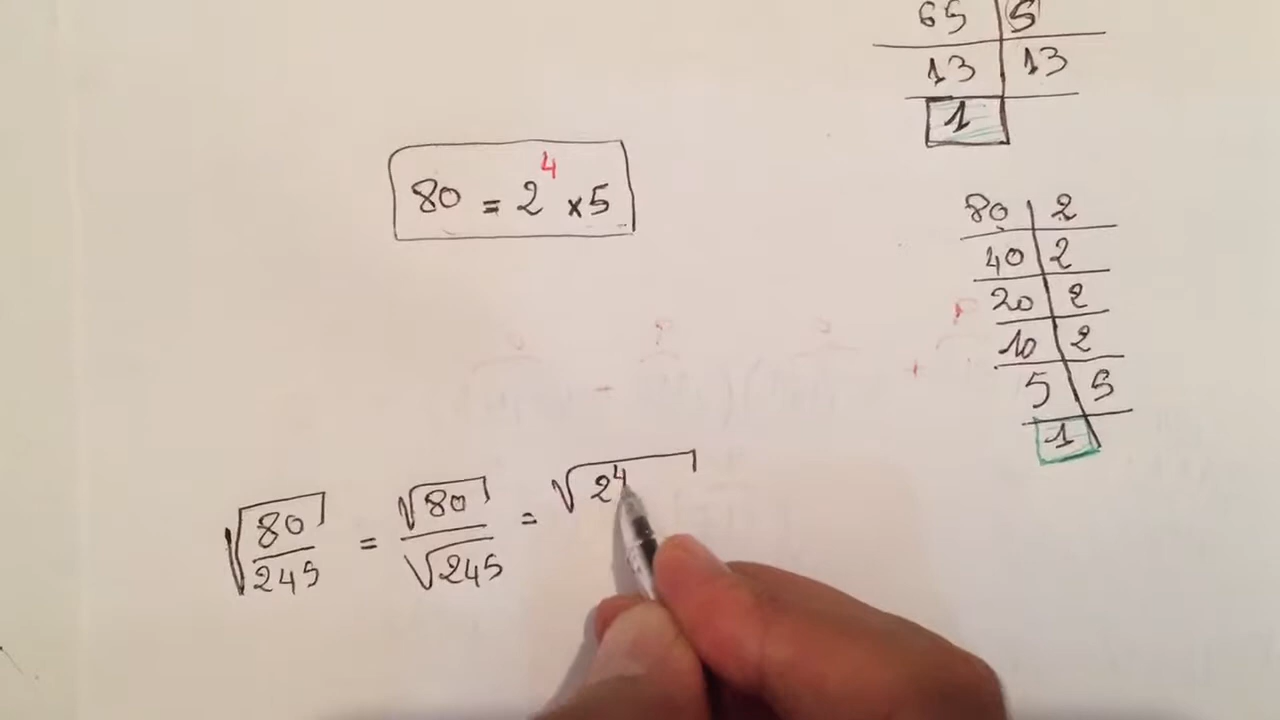 65 | 5
13 | 13
1
80 = 2⁴ × 5
80 | 2
40 | 2
20 | 2
10 | 2
5 | 5
1
√(80/245) = √80/√245 = √2⁴